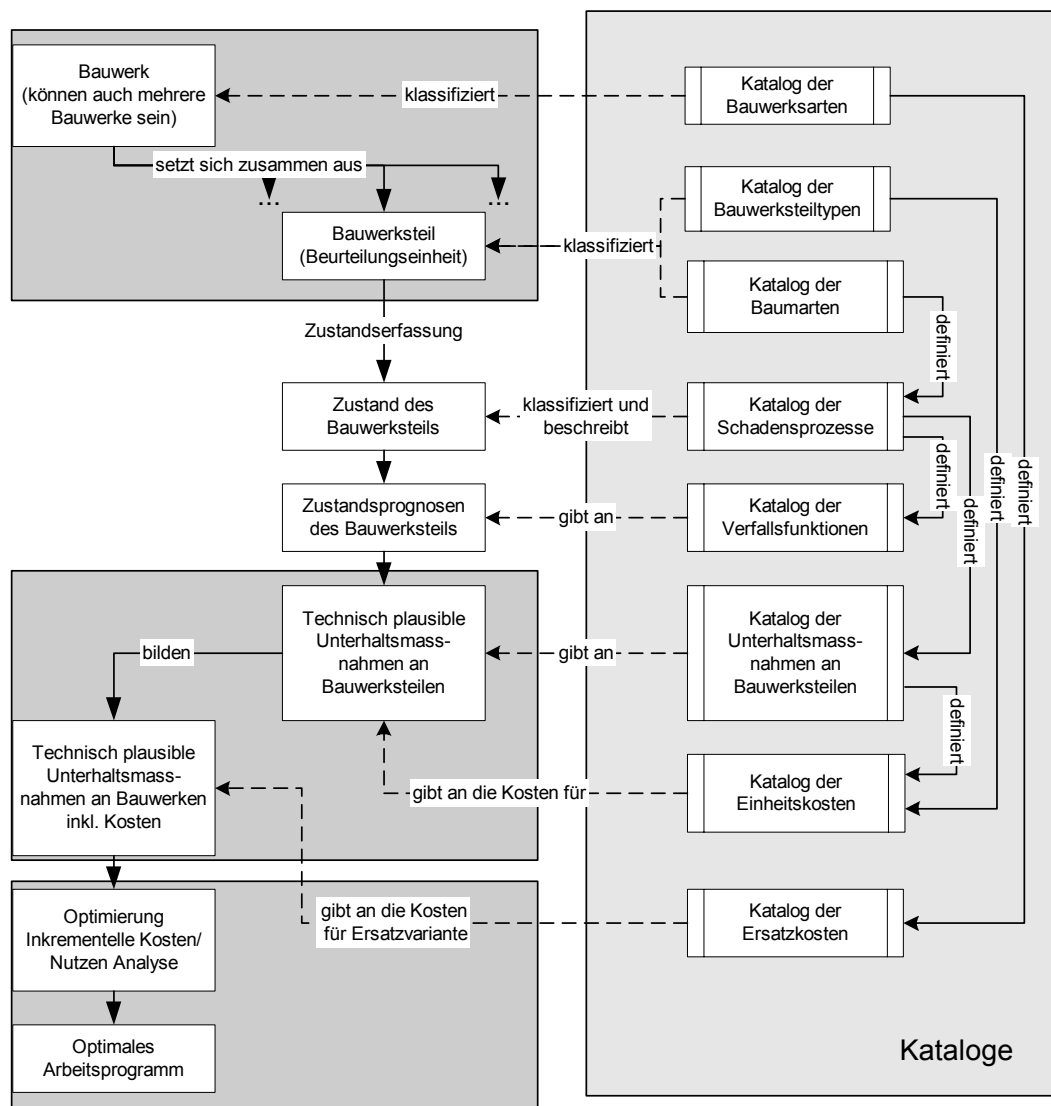 Bauwerk
(können auch mehrere
Bauwerke sein)
klassifiziert
Katalog der
Bauwerksarten
setzt sich zusammen aus
...
...
Bauwerksteil
(Beurteilungseinheit)
klassifiziert
Katalog der
Bauwerksteiltypen
Katalog der
Baumarten
definiert
Zustandserfassung
Zustand des
Bauwerksteils
klassifiziert und
beschreibt
Katalog der
Schadensprozesse
definiert
definiert
definiert
definiert
Zustandsprognosen
des Bauwerksteils
gibt an
Katalog der
Verfallsfunktionen
Technisch plausible
Unterhaltsmass-
nahmen an
Bauwerksteilen
gibt an
Katalog der
Unterhaltsmass-
nahmen an
Bauwerksteilen
definiert
bilden
Technisch plausible
Unterhaltsmass-
nahmen an Bauwerken
inkl. Kosten
gibt an die Kosten für
Katalog der
Einheitskosten
Optimierung
Inkrementelle Kosten/
Nutzen Analyse
gibt an die Kosten
für Ersatzvariante
Katalog der
Ersatzkosten
Optimales
Arbeitsprogramm
Kataloge